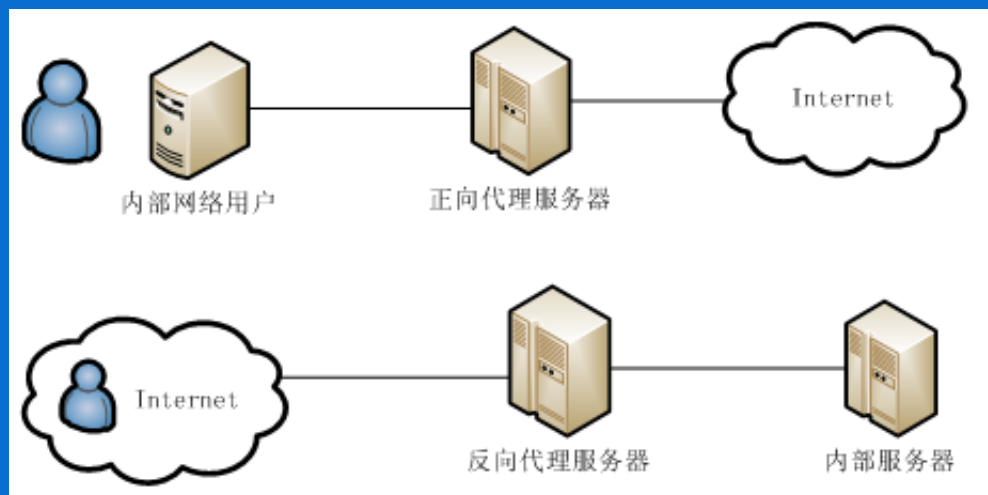 Internet
内部网络用户
正向代理服务器
Internet
反向代理服务器
内部服务器